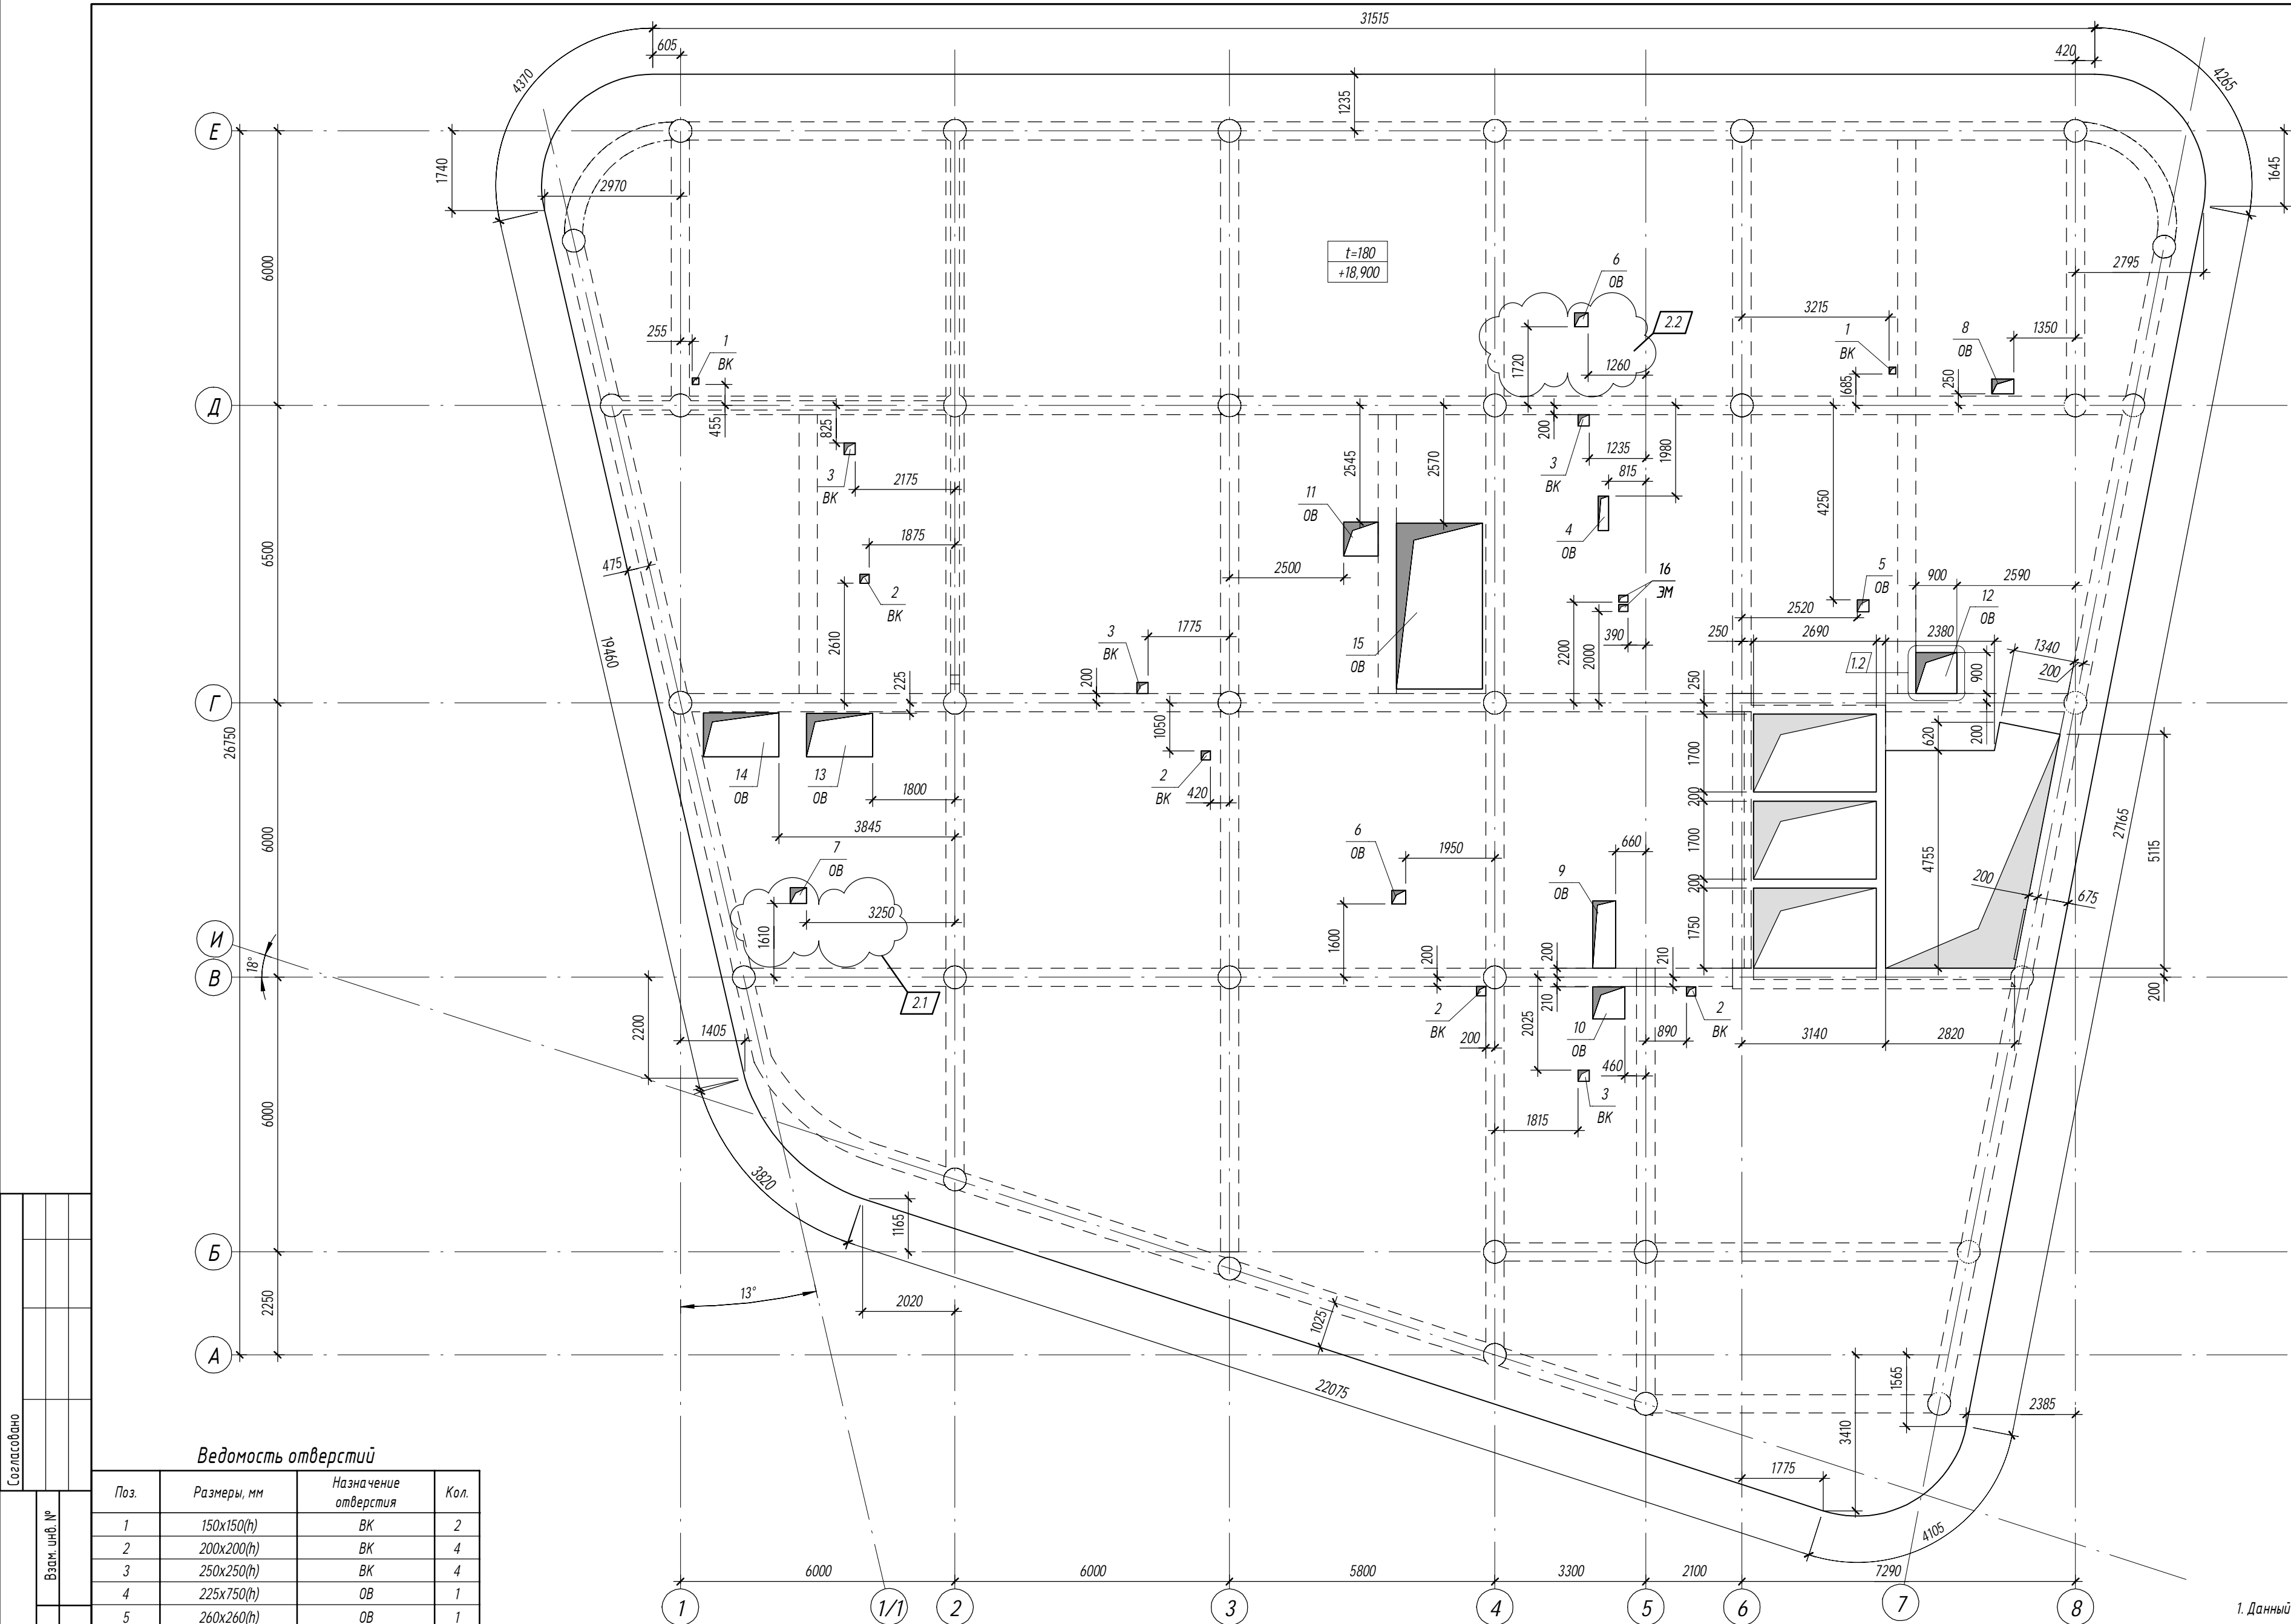 31515
605
420
4370
4265
1235
Е
1740
2970
1645
2795
t=180
+18,900
6
ОВ
2.2
6000
3215
1
ВК
8
ОВ
1350
255
1
ВК
1720
1260
685
250
Д
455
825
200
1235
1980
3
ВК
2175
2545
2570
3
ВК
815
4250
11
ОВ
4
ОВ
6500
475
1875
2
ВК
2500
16
ЭМ
5
ОВ
900
2590
12
ОВ
2520
19460
2610
3
ВК
1775
15
ОВ
2200
2000
390
250
2690
2380
1340
1.2
900
200
225
200
250
Г
26750
1050
1700
620
200
14
ОВ
13
ОВ
1800
2
ВК
420
200
3845
6000
7
ОВ
6
ОВ
1950
660
1700
4755
27165
5115
9
ОВ
200
200
675
3250
1610
1600
1750
И
18°
В
200
200
210
200
2.1
2200
1405
2
ВК
200
2025
210
10
ОВ
890
2
ВК
3140
2820
460
3
ВК
1815
6000
3820
1165
Б
13°
2020
2250
1025
А
22075
1565
3410
2385
1775
4105
Согласовано
Взам. инв. №
Ведомость отверстий
Поз. Размеры, мм Назначение отверстия Кол.
1 150х150(h) ВК 2
2 200х200(h) ВК 4
3 250х250(h) ВК 4
4 225х750(h) ОВ 1
5 260х260(h) ОВ 1
6000 6000 5800 3300 2100 7290
1 1/1 2 3 4 5 6 7 8
1. Данный